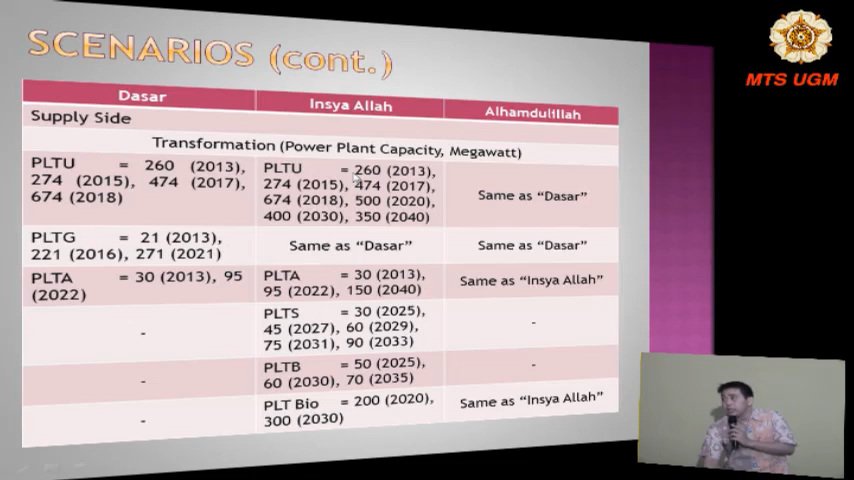 SCENARIOS (cont.)
MTS UGM
Dasar Insya Allah Alhamdulillah
Supply Side
Transformation (Power Plant Capacity, Megawatt)
PLTU = 260 (2013),
274 (2015), 474 (2017),
674 (2018)
PLTU = 260 (2013),
274 (2015), 474 (2017),
674 (2018), 500 (2020),
400 (2030), 350 (2040)
Same as “Dasar”
PLTG = 21 (2013),
221 (2016), 271 (2021)
Same as “Dasar”
Same as “Dasar”
PLTA = 30 (2013), 95
(2022)
PLTA = 30 (2013),
95 (2022), 150 (2040)
Same as “Insya Allah”
-
PLTS = 30 (2025),
45 (2027), 60 (2029),
75 (2031), 90 (2033)
-
-
PLTB = 50 (2025),
60 (2030), 70 (2035)
-
-
PLT Bio = 200 (2020),
300 (2030)
Same as “Insya Allah”